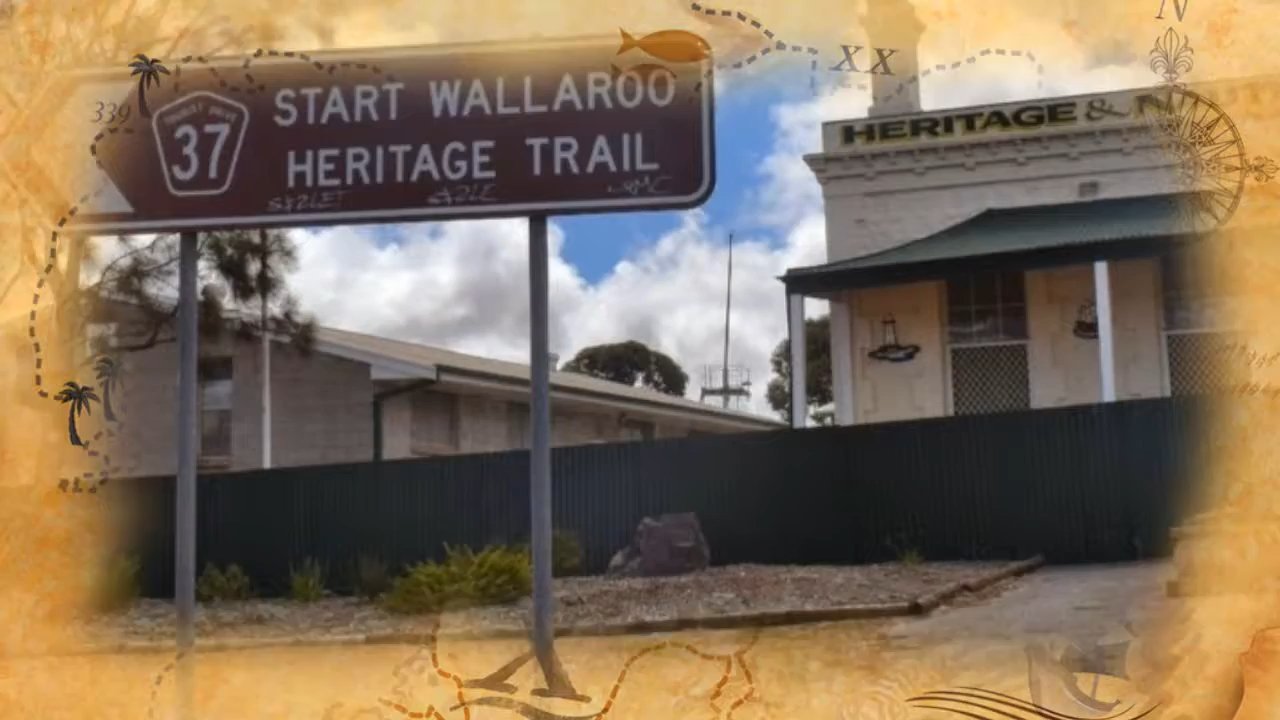 N
XX
339
TOURIST DRIVE
37
START WALLAROO
HERITAGE TRAIL
HERITAGE & N